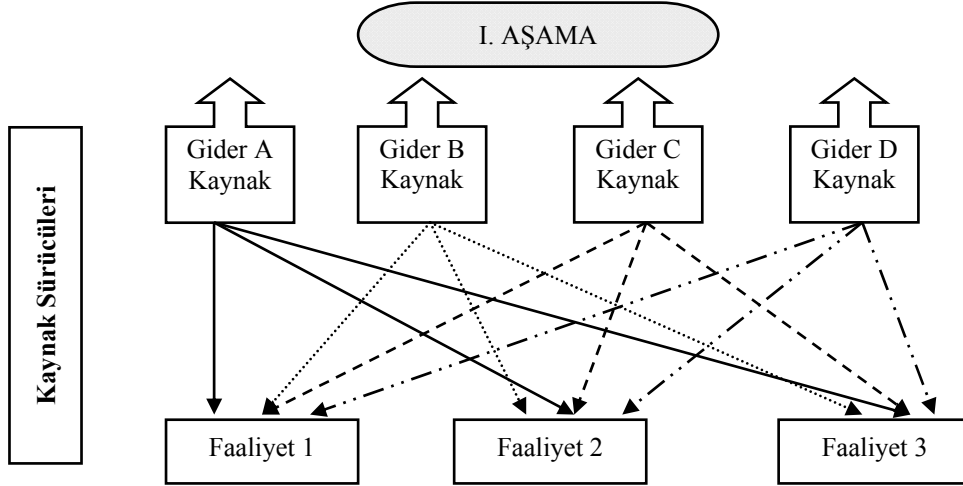 I. AŞAMA
Gider A
Kaynak
Gider B
Kaynak
Gider C
Kaynak
Gider D
Kaynak
Kaynak Sürücüleri
Faaliyet 1
Faaliyet 2
Faaliyet 3